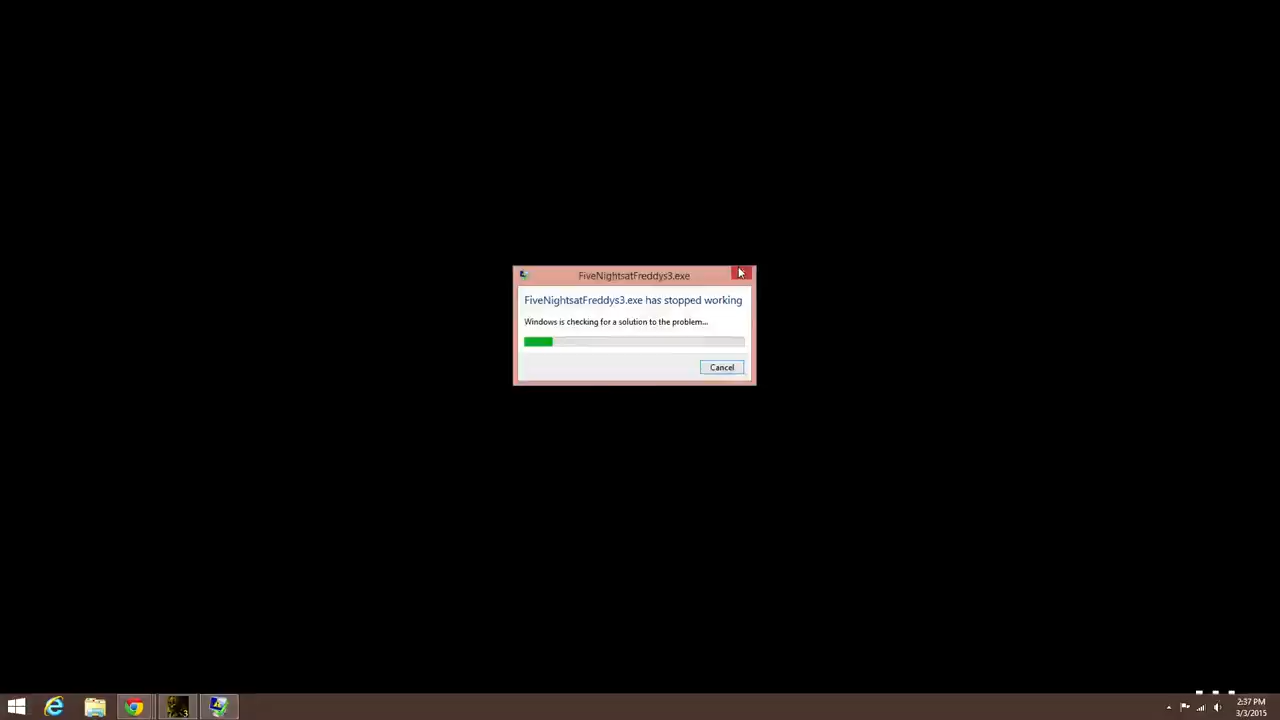 FiveNightsatFreddys3.exe
FiveNightsatFreddys3.exe has stopped working
Windows is checking for a solution to the problem...
Cancel
3
2:37 PM
3/3/2015